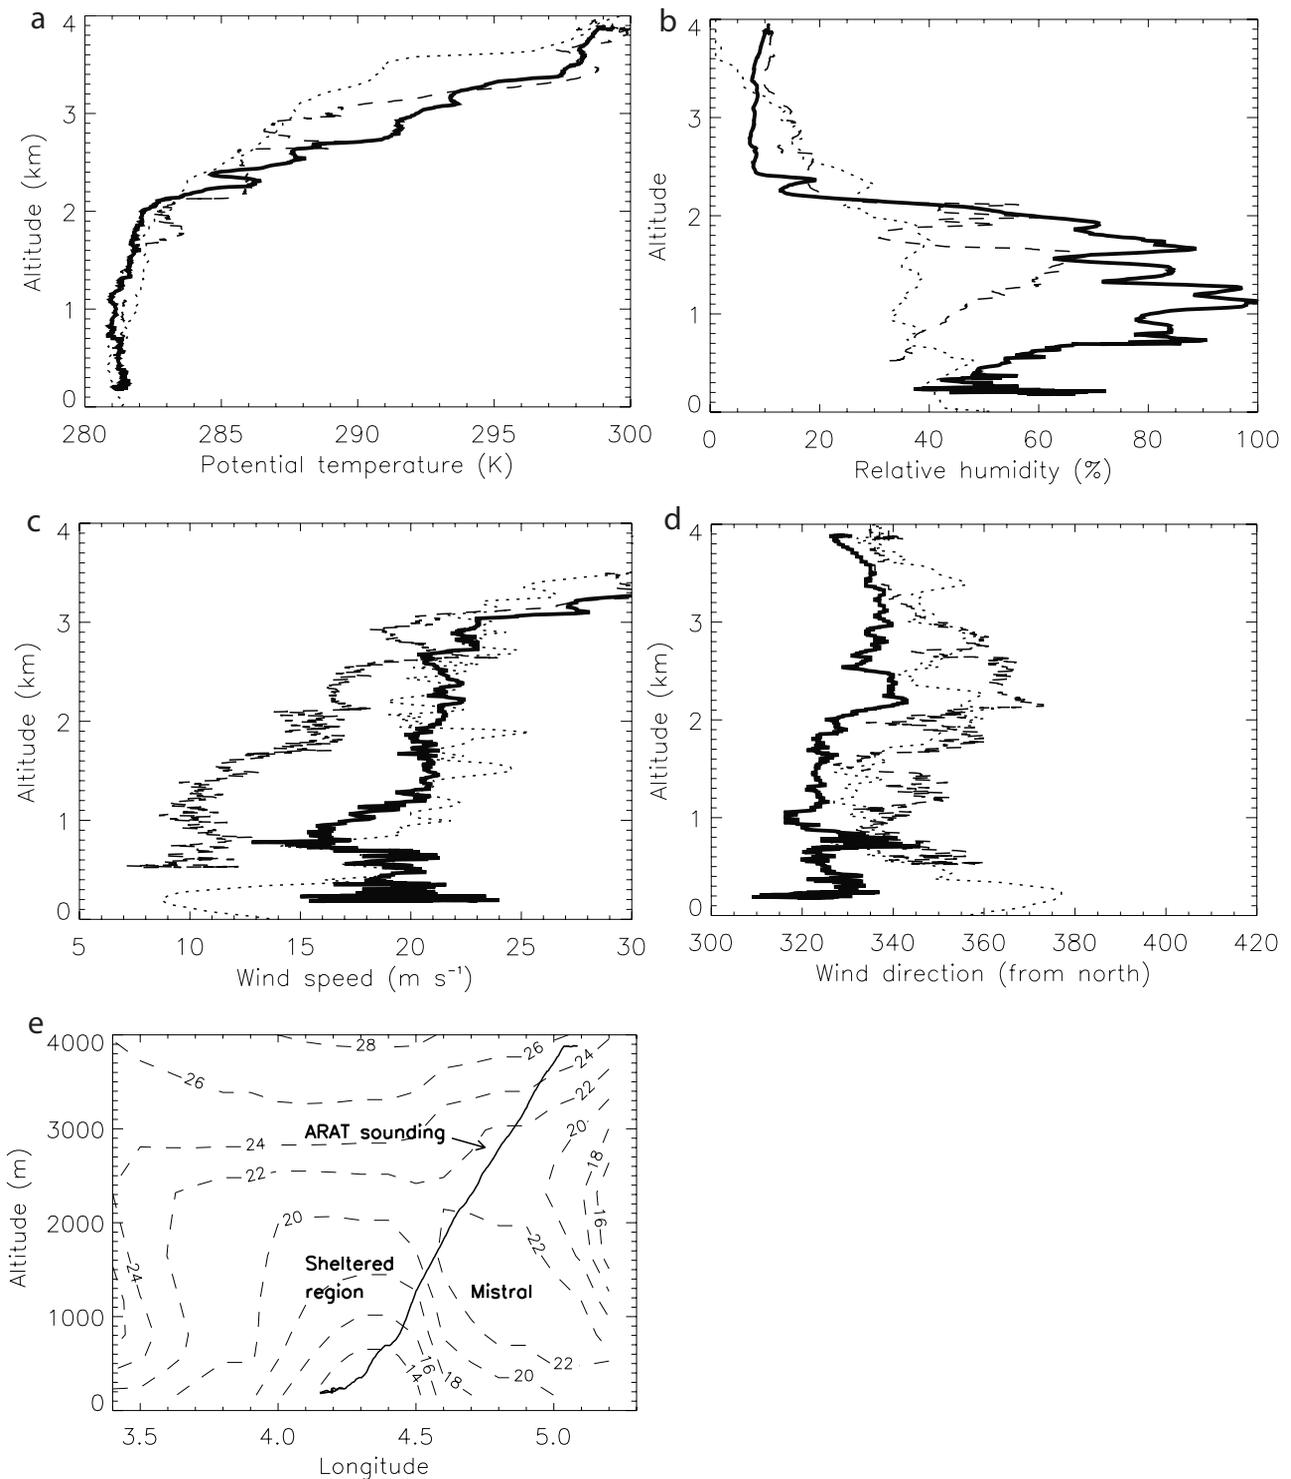 a
4
3
2
1
0
Altitude (km)
280 285 290 295 300
Potential temperature (K)
b
4
3
2
1
0
Altitude
0 20 40 60 80 100
Relative humidity (%)
c
4
3
2
1
0
Altitude (km)
5 10 15 20 25 30
Wind speed (m s⁻¹)
d
4
3
2
1
0
Altitude (km)
300 320 340 360 380 400 420
Wind direction (from north)
e
4000
3000
2000
1000
0
Altitude (m)
28
26
24
26
22
ARAT sounding
20
24
18
22
20
16
22
Sheltered
24
region
Mistral
22
16
14
18
20
3.5 4.0 4.5 5.0
Longitude